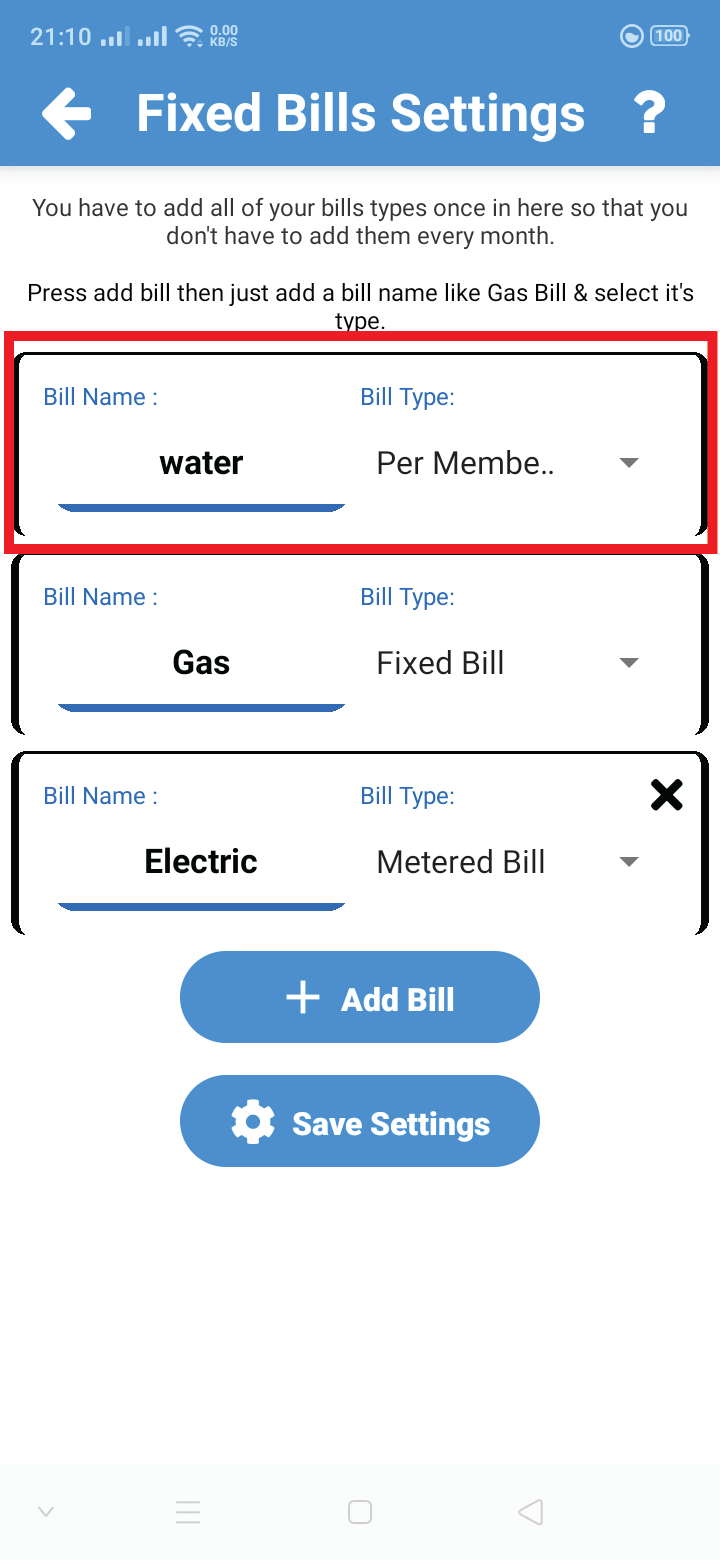 21:10 0.00 KB/S 100
Fixed Bills Settings ?
You have to add all of your bills types once in here so that you
don't have to add them every month.
Press add bill then just add a bill name like Gas Bill & select it's
type.
Bill Name : Bill Type:
water Per Membe..
Bill Name : Bill Type:
Gas Fixed Bill
Bill Name : Bill Type:
Electric Metered Bill
Add Bill
Save Settings